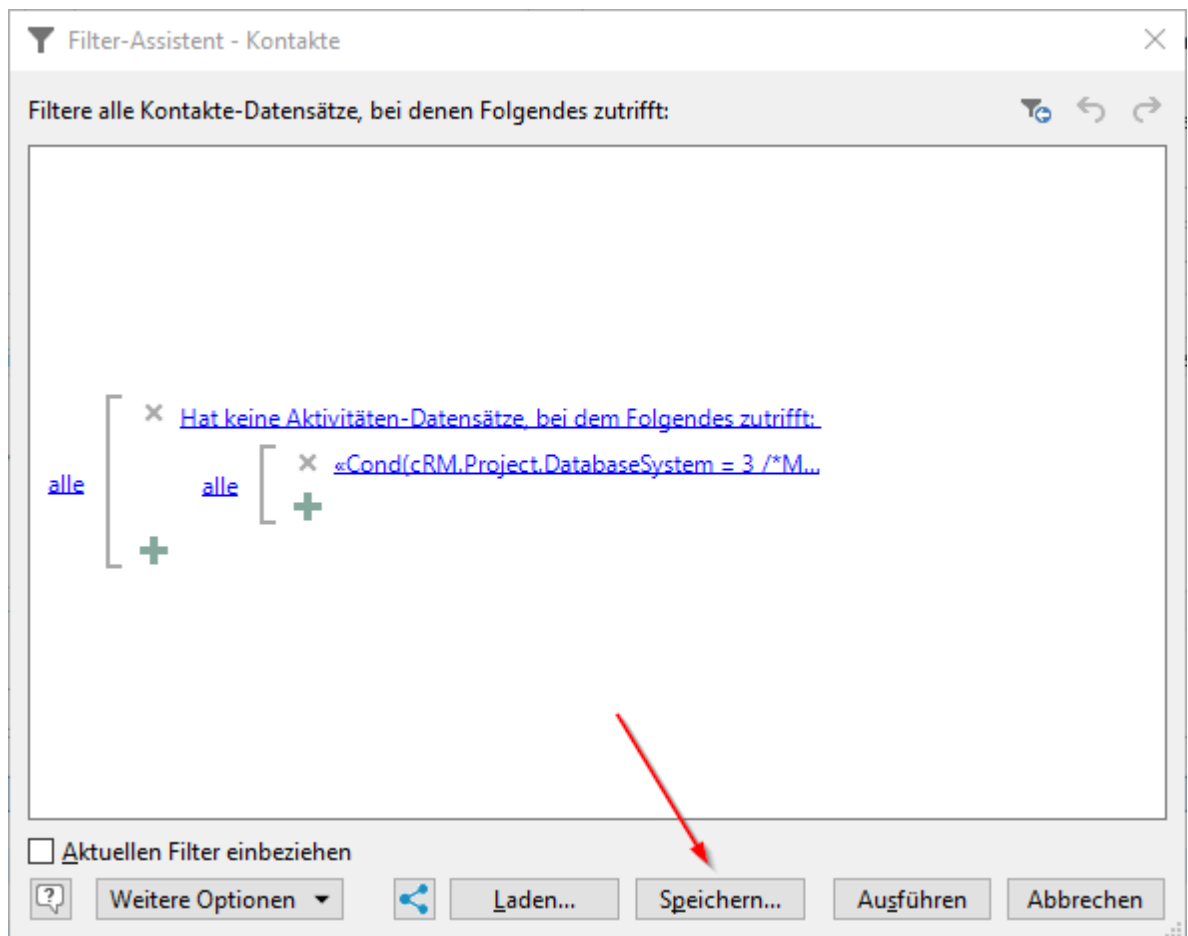 Filter-Assistent - Kontakte
Filtere alle Kontakte-Datensätze, bei denen Folgendes zutrifft:
Hat keine Aktivitäten-Datensätze, bei dem Folgendes zutrifft:
«Cond(cRM.Project.DatabaseSystem = 3 /*M...
alle alle
Aktuellen Filter einbeziehen
Weitere Optionen Laden... Speichern... Ausführen Abbrechen